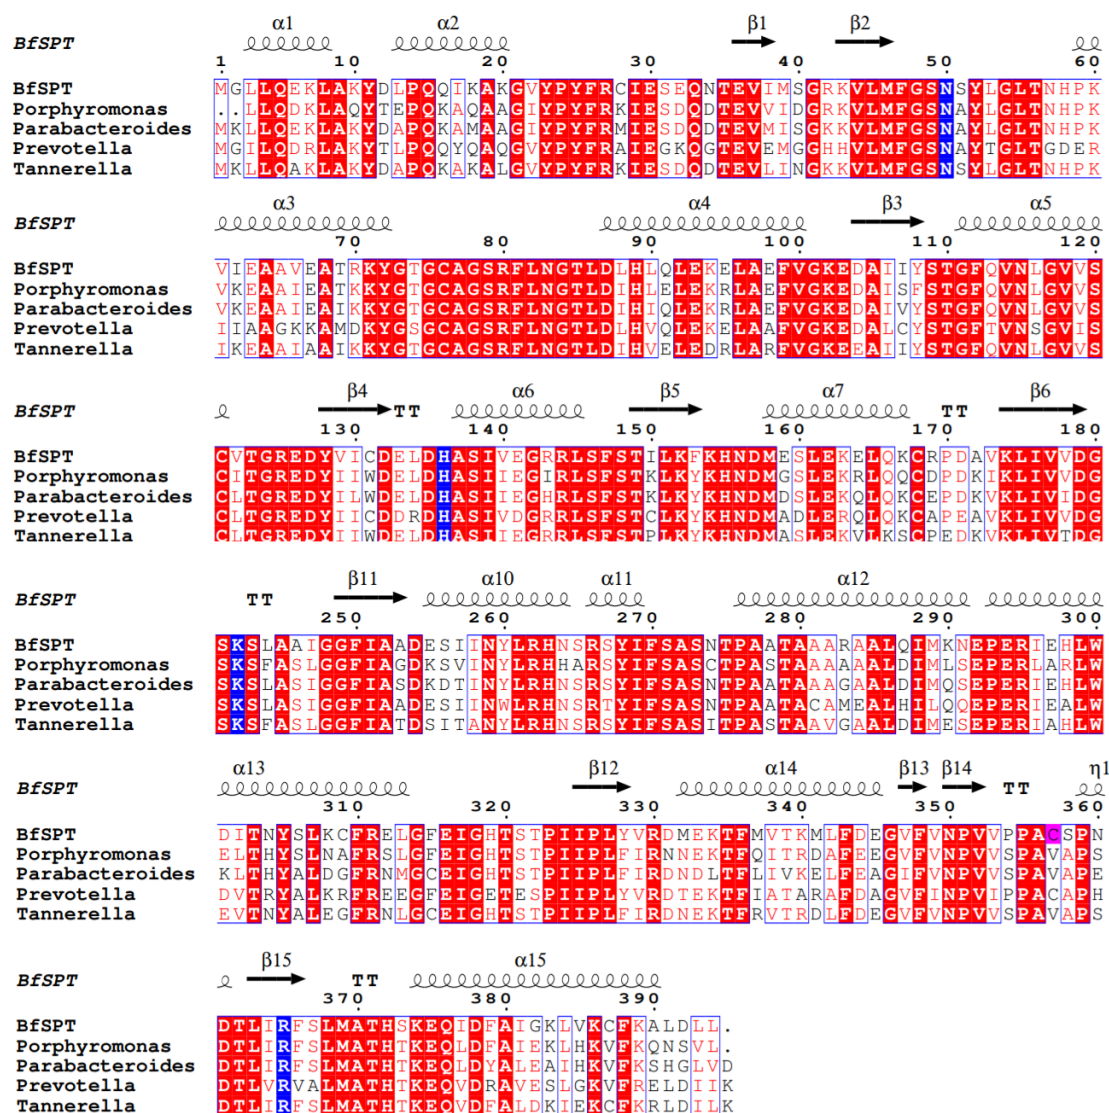 α1 α2 β1 β2
BfSPT
1 10 20 30 40 50 60
BfSPT MGLLQEKLAKYDLPQQIKAKGVYPYFRCIESEQNTEVIMSGRKVLMFGSNSYLGLTNHPK
Porphyromonas ..LLQDKLAQYTEPQKAQAAGIYPYFRKIESDQDTEVVIDGRKVLMFGSNAYLGLTNHPK
Parabacteroides MKLLQEKLAKYDAPQKAMAAGIYPYFRMIESDQDTEVMISGKKVLMFGSNAYLGLTNHPK
Prevotella MGILQDRLAKYTLPQQYQAQGVYPYFRAIEGKQGTEVEMGGHHVLMFGSNAYTGLTGDER
Tannerella MKLLQAKLAKYDAPQKAKALGVYPYFRKIESDQDTEVLINGKKVLMFGSNSYLGLTNHPK
α3 α4 β3 α5
BfSPT
70 80 90 100 110 120
BfSPT VIEAAVEATRKYGTGCAGSRFLNGTLDLHLQLEKELAEFVGKEDAIIYSTGFQVNLGVVS
Porphyromonas VKEAAIEATKKYGTGCAGSRFLNGTLDIHLELEKRLAEFVGKEDAISFSTGFQVNLGVVS
Parabacteroides VKEAAIEAIKKYGTGCAGSRFLNGTLDIHIQLEKRLAEFVGKEDAIVYSTGFQVNLGVVS
Prevotella IIAAGKKAMDKYGSGCAGSRFLNGTLDLHVQLEKELAAFVGKEDALCYSTGFTVNSGVIS
Tannerella IKEAAIAAIKKYGTGCAGSRFLNGTLDIHVELEDRLARFVGKEEAIIYSTGFQVNLGVVS
β4 TT α6 β5 α7 TT β6
BfSPT
130 140 150 160 170 180
BfSPT CVTGREDYVICDELDHASIVEGRRLSFSTILKFKHNDMESLEKELQKCRPDAVKLIVVDG
Porphyromonas CITGREDYIICWDELDHASIIEGIRLSFSTKLKYKHNDMGSLEKRLQQCDPDKIKLIVVDG
Parabacteroides CLTGREDYILWDELDHASIIEGHRLSFSTKLKYKHNDMDSLEKQLQKCEPDKVKLIVIDG
Prevotella CLTGREDYIICDDRDHASIVDGRRLSFSTCLKYKHNDMADLERQLQKCAPEAVKLIVVDG
Tannerella CLTGREDYIIWDELDHASIIEGRRLSFSTPLKYKHNDMASLEKVLKSCPEDKVKLIVTDG
TT β11 α10 α11 α12
BfSPT
250 260 270 280 290 300
BfSPT SKSLAAIGGFIAADESIINYLRHNSRSYIFSASNTPAATAAARAALQIMKNEPERIEHLW
Porphyromonas SKSFASLGGFIAGDKSVINYLRHHARSYIFSASCTPASTAAAAAALDIMLSEPERLARLW
Parabacteroides SKSLASIGGFIASDKDTINYLRHNSRSYIFSASNTPAATAAAGAALDIMQSEPERIEHLW
Prevotella SKSLASIGGFIAADESIINWLRHNSRTYIFSASNTPAATACAMEALHILQQEPERIEALW
Tannerella SKSFASLGGFIATDSITANYLRHNSRSYIFSASITPASTAAVGAALDIMESEPERIAHLW
α13 β12 α14 β13 β14 TT η1
BfSPT
310 320 330 340 350 360
BfSPT DITNYSLKCFRELGFEIGHTSTPIIPLYVRDMEKTFMVTKMLFDEGVFVNPVVPPACSPN
Porphyromonas ELTHYSLNAFRSLGFEIGHTSTPIIPLFIRNNEKTFQITRDAFEEGVFVNPVVSPAVAPS
Parabacteroides KLTHYALDGFRNMGCEIGHTSTPIIPLFIRDNDLTFLIVKELFEAGIFVNPVVSPAVAPE
Prevotella DVTRYALKRFREEGFEIGETESPIIPLYVRDTEKTFIATARAFDAGVFINPVIPPACAPH
Tannerella EVTNYALEGFRNLGCEIGHTSTPIIPLFIRDNEKTFRVTRDLFDEGVFVNPVVSPAVAPS
β15 TT α15
BfSPT
370 380 390
BfSPT DTLIRFSLMATHSKEQIDFAIGKLVKCFKALDLL.
Porphyromonas DTLIRFSLMATHTKEQLDFAIEKLHKVFKQNSVL.
Parabacteroides DTLIRFSLMATHTKEQLDYALEAIHKVFKSHGLVD
Prevotella DTLVRVALMATHTKEQVDRAVESLGKVFRELDIIK
Tannerella DTLIRFSLMATHTKEQVDFALDKIEKCFKRLDILK